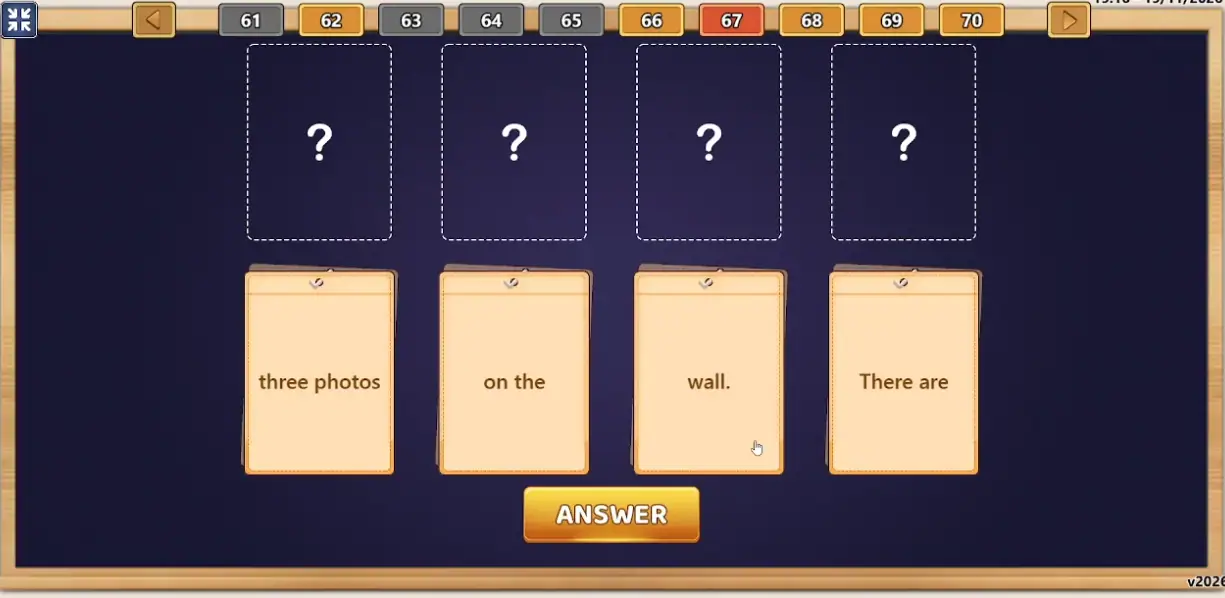 61 62 63 64 65 66 67 68 69 70
? ? ? ?
three photos on the wall. There are
ANSWER
v2026